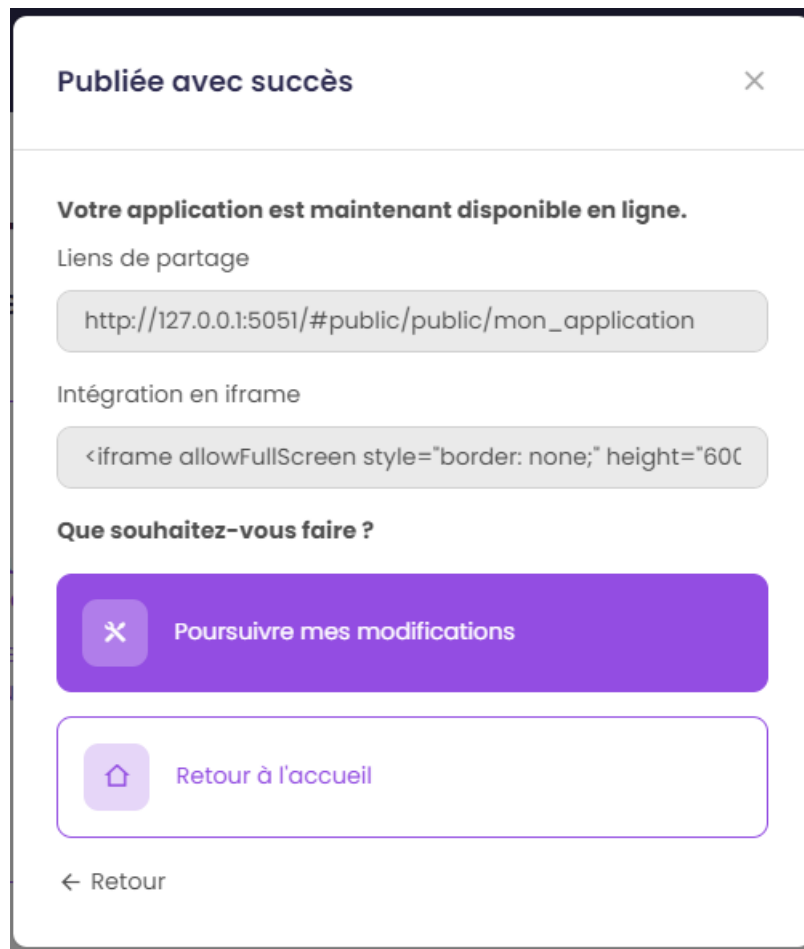 Publiée avec succès
Votre application est maintenant disponible en ligne.
Liens de partage
http://127.0.0.1:5051/#public/public/mon_application
Intégration en iframe
<iframe allowFullScreen style="border: none;" height="600
Que souhaitez-vous faire ?
Poursuivre mes modifications
Retour à l'accueil
← Retour